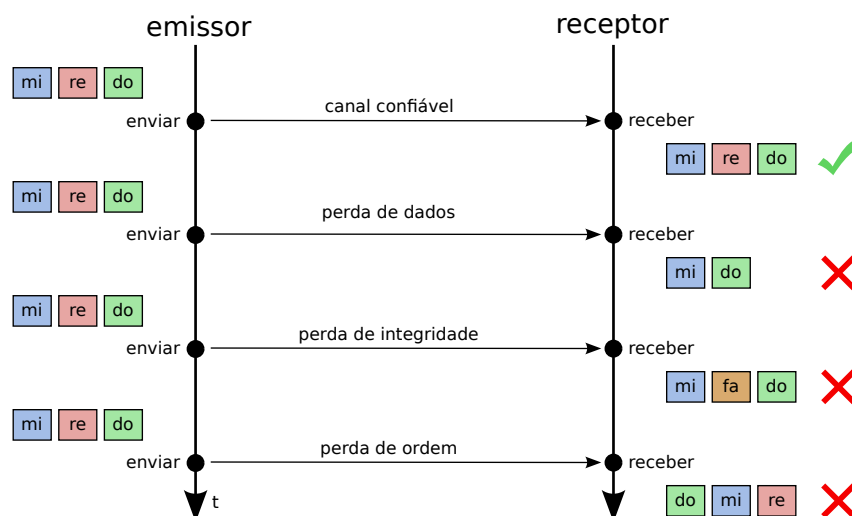 emissor receptor
mi re do
enviar canal confiável receber
mi re do
mi re do
enviar perda de dados receber
mi do
mi re do
enviar perda de integridade receber
mi fa do
mi re do
enviar perda de ordem receber
t
do mi re